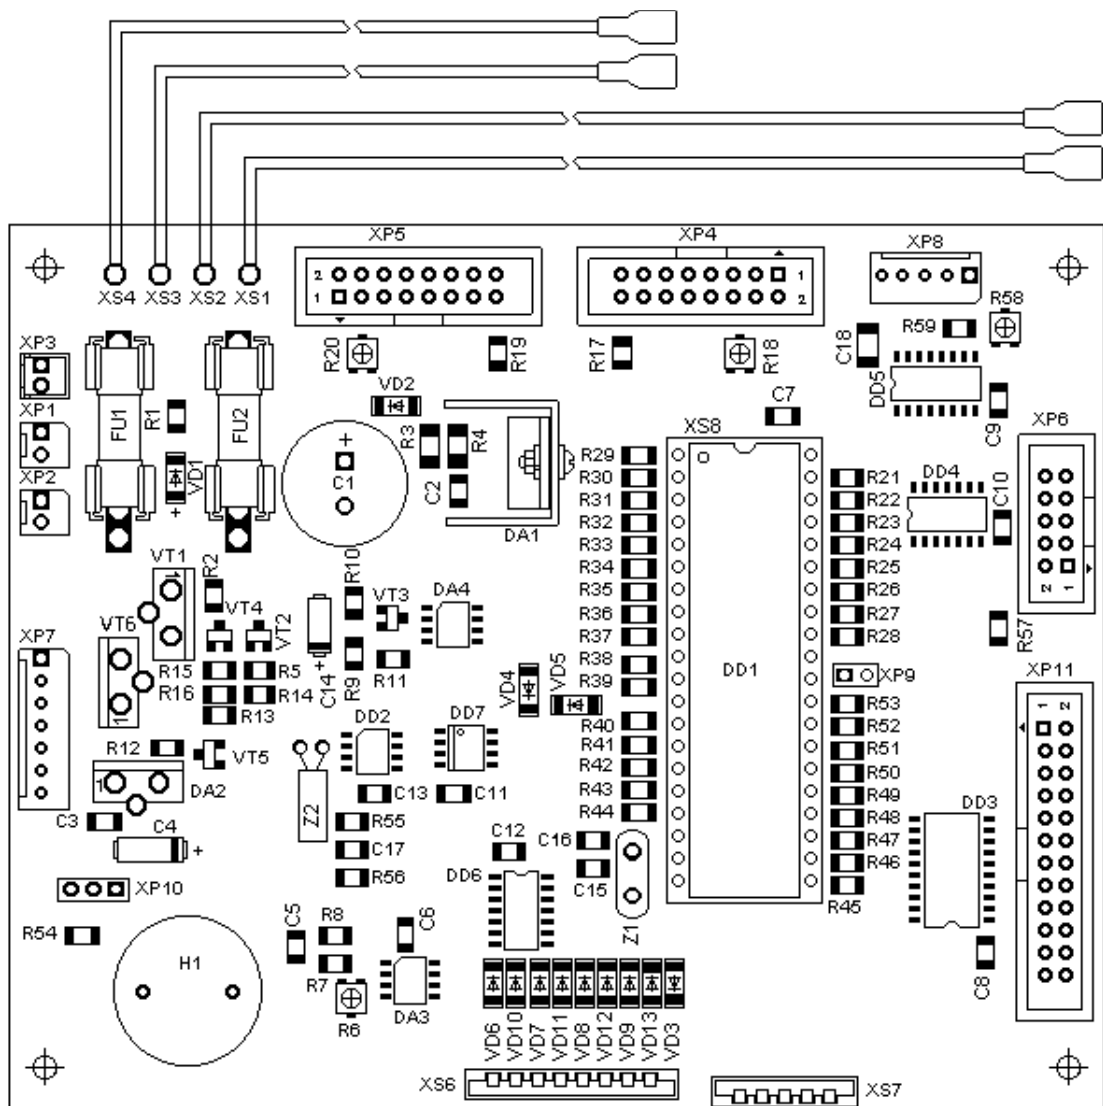 XP5
XP4
XP8
XS4 XS3 XS2 XS1
2
1
1
2
R58
R59
C18
XP3
R20
R19
R17
R18
DD5
FU1
R1
FU2
VD2
C7
C9
XP1
XP2
VD1
+
+
C1
R3
R4
C2
DA1
XS8
XP6
R29
R30
R31
R32
R33
R34
R35
R36
R37
R38
R39
R40
R41
R42
R43
R44
DD1
R21
R22
R23
R24
R25
R26
R27
R28
XP9
R53
R52
R51
R50
R49
R48
R47
R46
R45
DD4
C10
2 1
R57
VT1
1
R2
R10
VT3
DA4
VT4
VT2
XP7
VT6
1
R15
R5
R16
R14
R13
C14
+
R9
R11
VD4
VD5
XP11
1 2
DD2
DD7
R12
VT5
1
DA2
Z2
C13
C11
C3
C4
+
R55
C17
R56
C12
C16
C15
DD3
DD6
XP10
Z1
R54
H1
C5
R8
R7
C6
R6
DA3
C8
VD6
VD10
VD7
VD11
VD8
VD12
VD9
VD13
VD3
XS6
XS7